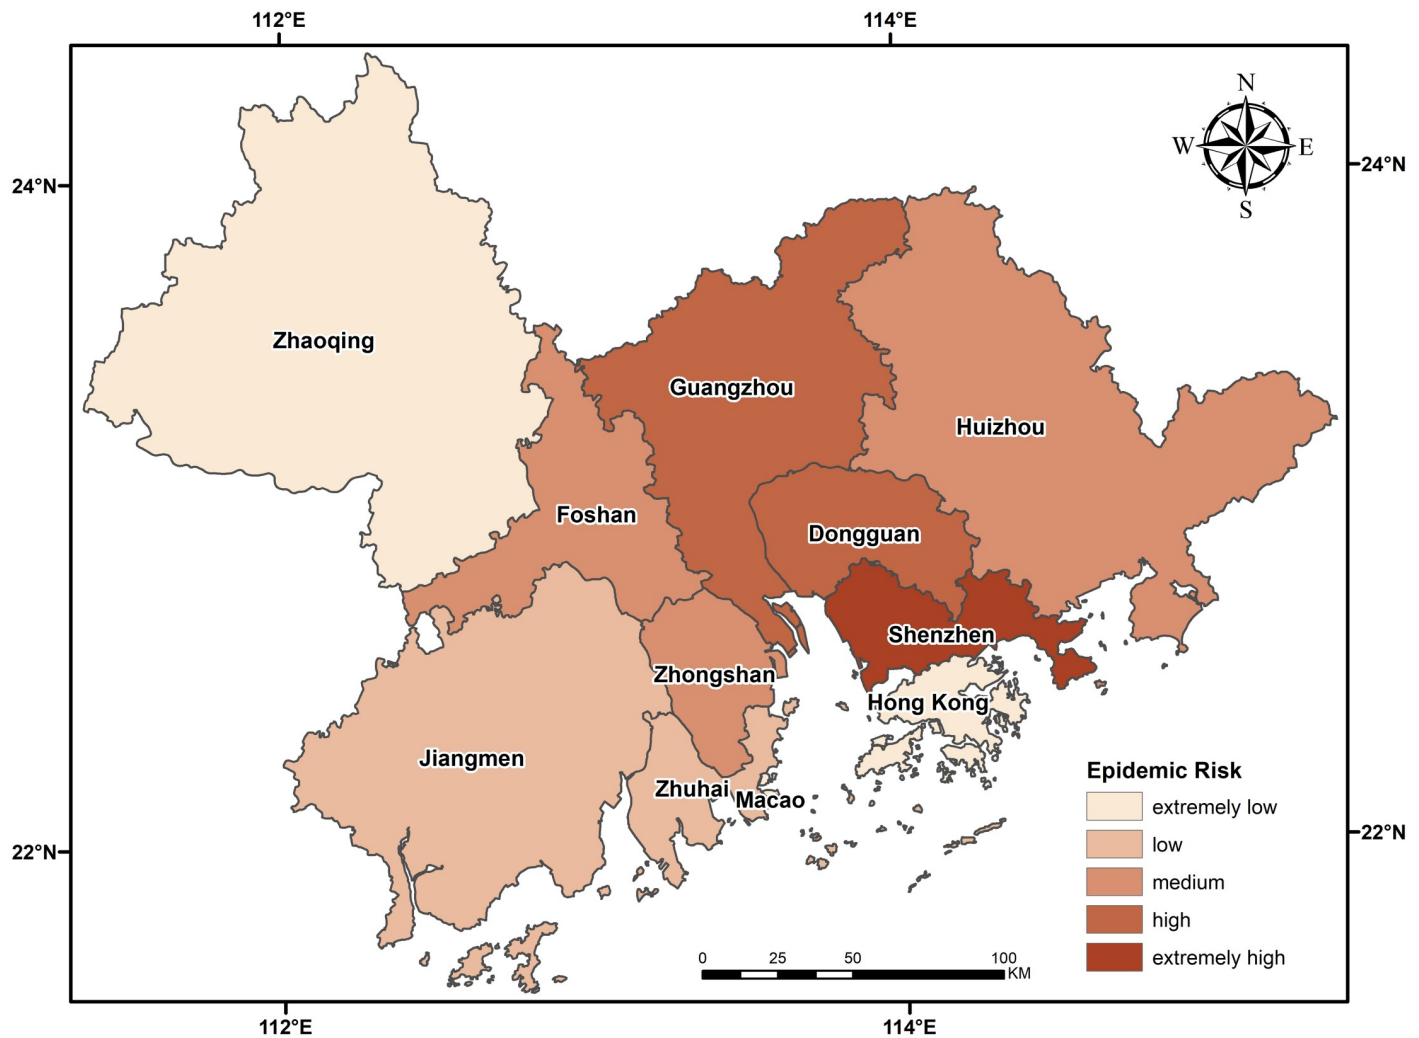 112°E
114°E
N
W
E
S
24°N
24°N
Zhaoqing
Guangzhou
Huizhou
Foshan
Dongguan
Shenzhen
Zhongshan
Hong Kong
Jiangmen
Zhuhai
Macao
Epidemic Risk
extremely low
low
medium
high
extremely high
22°N
22°N
0 25 50 100
KM
112°E
114°E